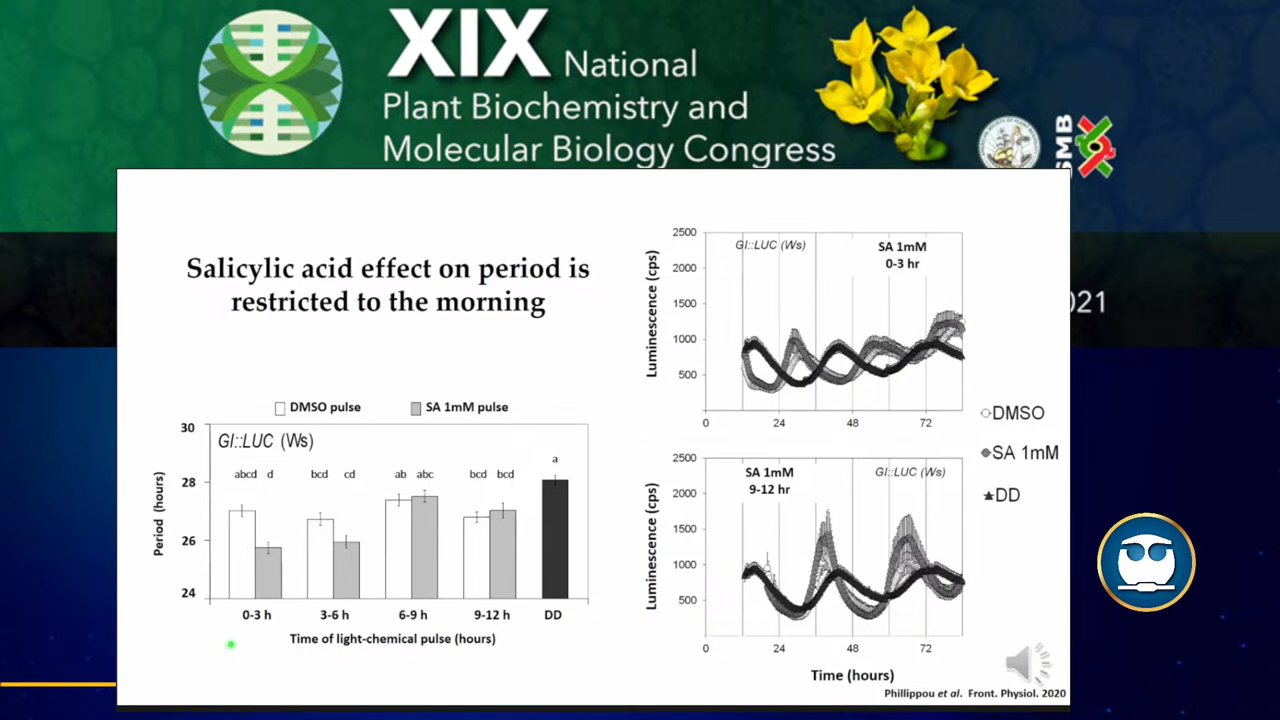 XIX National
Plant Biochemistry and
Molecular Biology Congress
SMB
021
Salicylic acid effect on period is
restricted to the morning
DMSO pulse
SA 1mM pulse
GI::LUC (Ws)
abcd d bcd cd ab abc bcd bcd a
30
28
26
24
Period (hours)
0-3 h 3-6 h 6-9 h 9-12 h DD
Time of light-chemical pulse (hours)
2500
2000
1500
1000
500
Luminescence (cps)
GI::LUC (Ws)
SA 1mM
0-3 hr
0 24 48 72
2500
2000
1500
1000
500
Luminescence (cps)
SA 1mM
9-12 hr
GI::LUC (Ws)
0 24 48 72
Time (hours)
DMSO
SA 1mM
DD
Phillippou et al. Front. Physiol. 2020